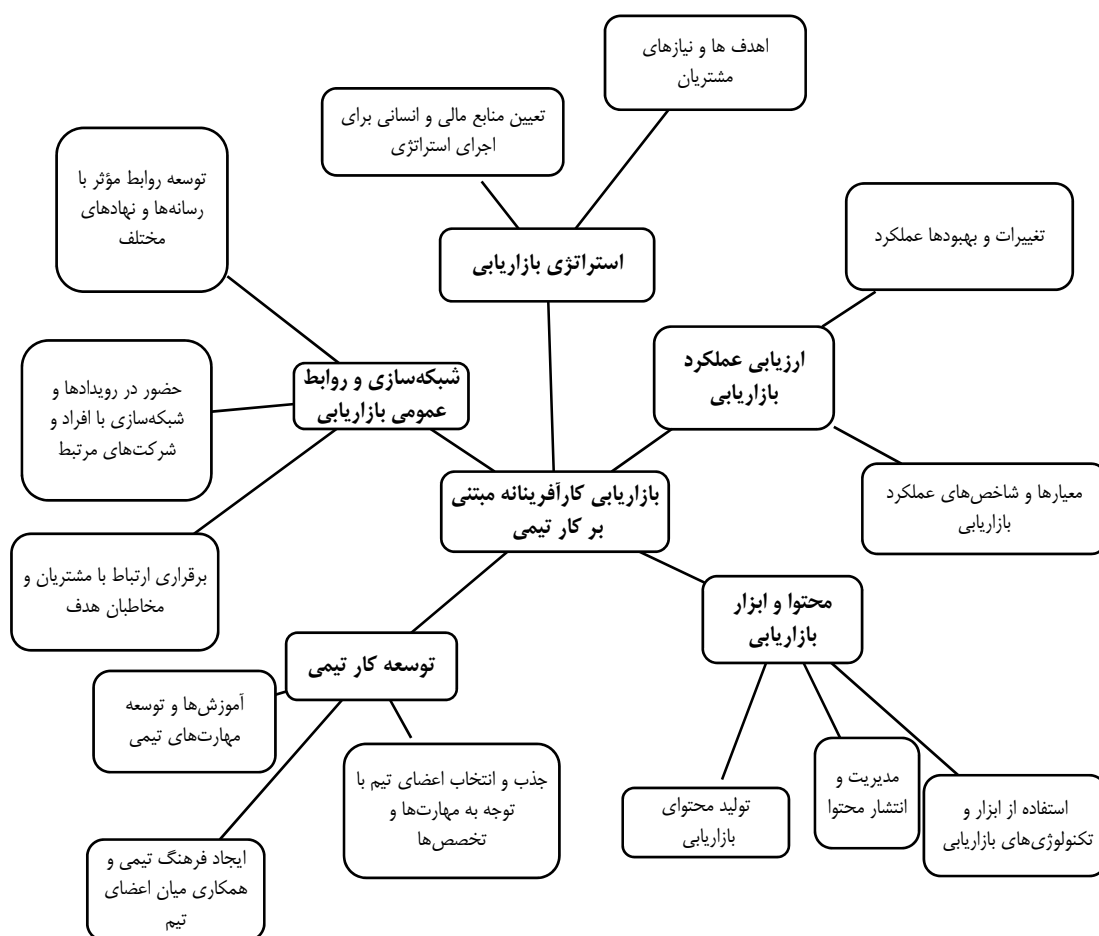 اهدف ها و نیازهای
مشتریان
تعیین منابع مالی و انسانی برای
اجرای استراتژی
توسعه روابط مؤثر با
رسانه‌ها و نهادهای
مختلف
تغییرات و بهبودها عملکرد
استراتژی بازاریابی
ارزیابی عملکرد
بازاریابی
شبکه‌سازی و روابط
عمومی بازاریابی
حضور در رویدادها و
شبکه‌سازی با افراد و
شرکت‌های مرتبط
بازاریابی کارآفرینانه مبتنی
بر کار تیمی
معیارها و شاخص‌های عملکرد
بازاریابی
برقراری ارتباط با مشتریان و
مخاطبان هدف
محتوا و ابزار
بازاریابی
توسعه کار تیمی
آموزش‌ها و توسعه
مهارت‌های تیمی
جذب و انتخاب اعضای تیم با
توجه به مهارت‌ها و
تخصص‌ها
ایجاد فرهنگ تیمی و
همکاری میان اعضای
تیم
تولید محتوای
بازاریابی
مدیریت و
انتشار محتوا
استفاده از ابزار و
تکنولوژی‌های بازاریابی